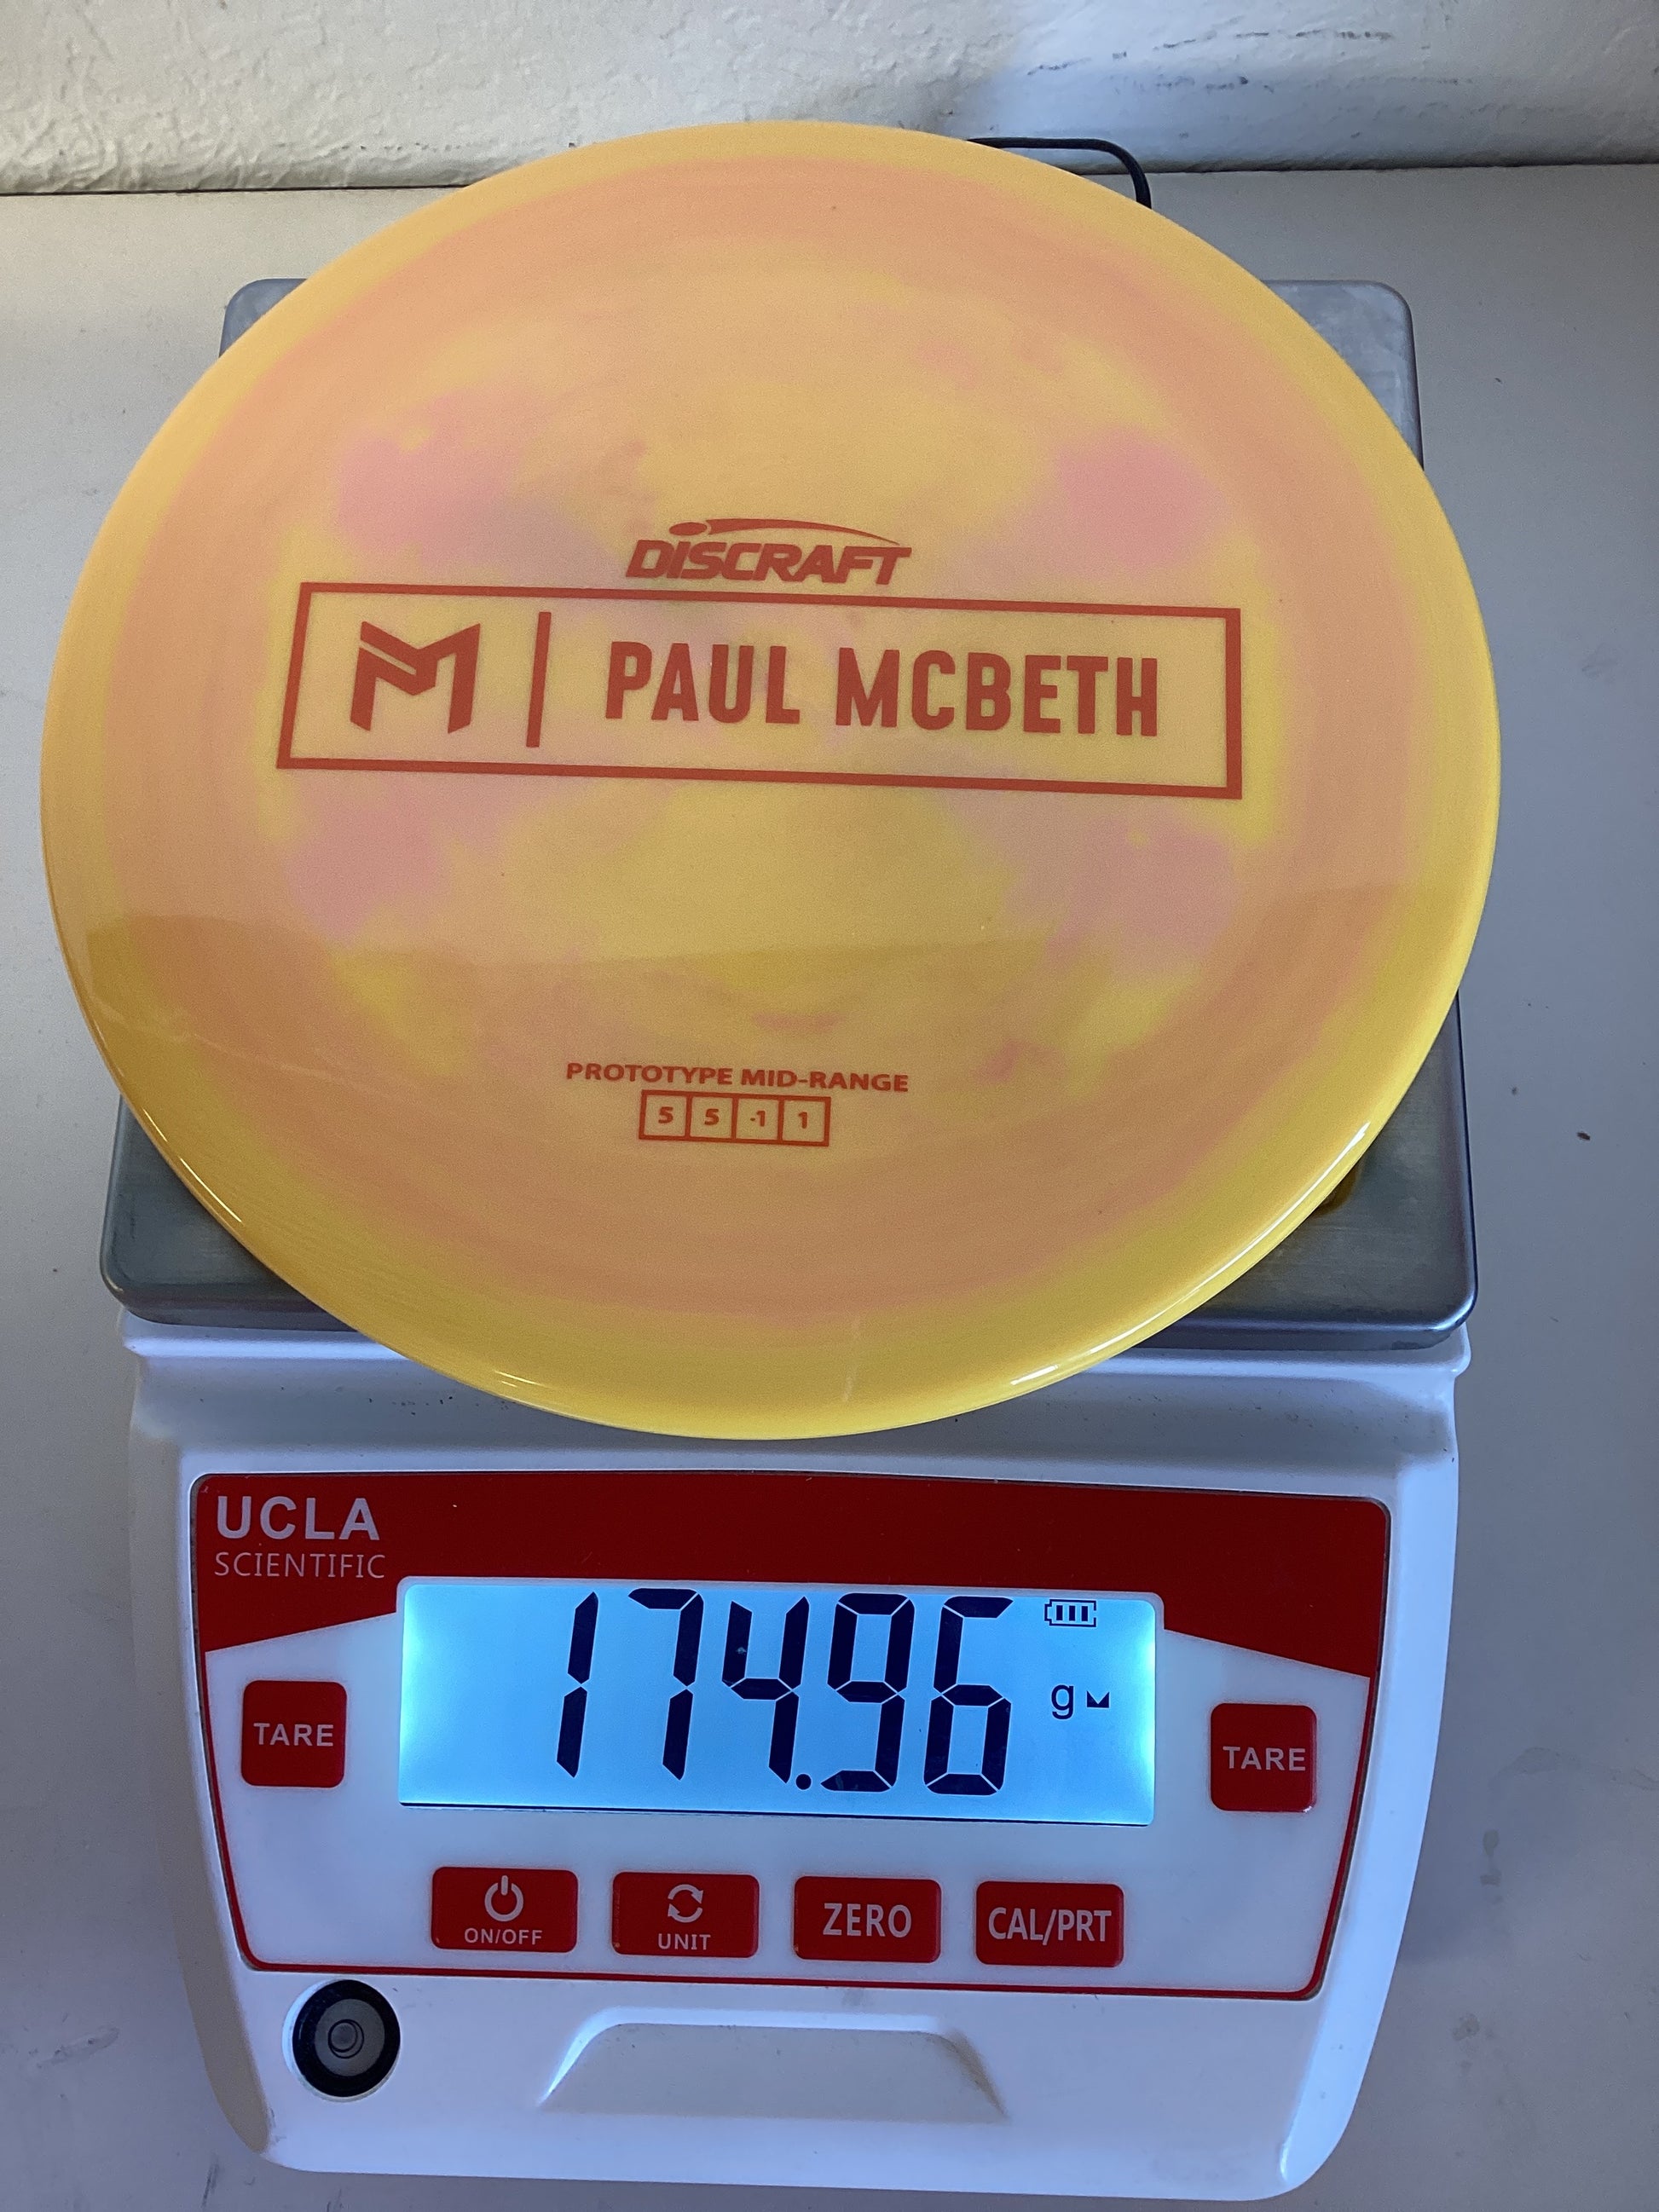 DISCRAFT
M | PAUL MCBETH
PROTOTYPE MID-RANGE
5 5 -1 1
UCLA
SCIENTIFIC
174.96 g
TARE
TARE
ON/OFF
UNIT
ZERO
CAL/PRT